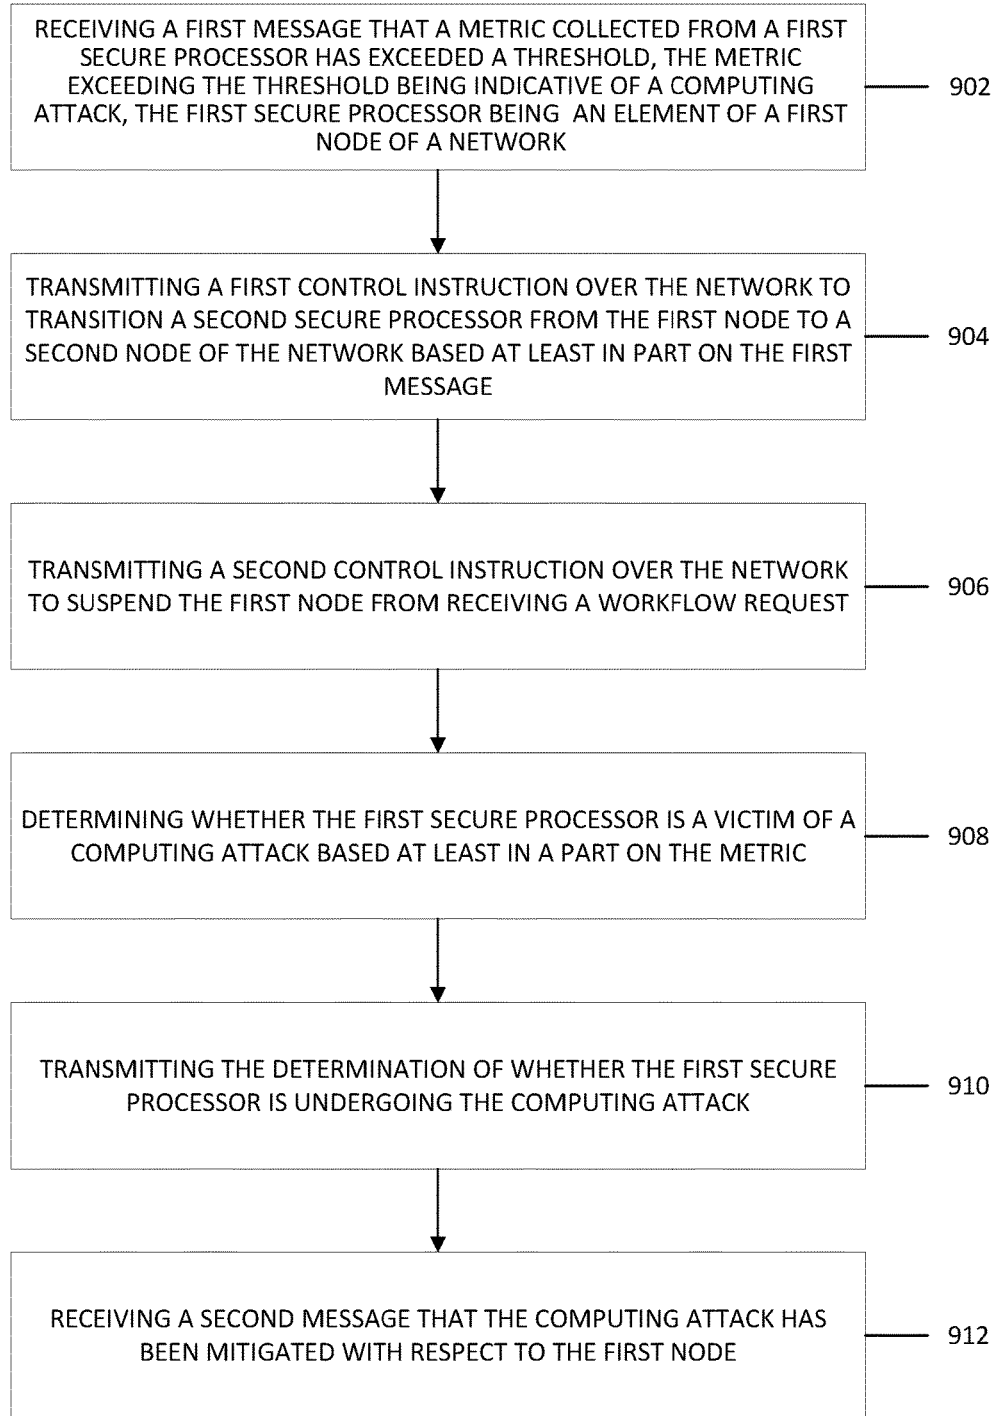 RECEIVING A FIRST MESSAGE THAT A METRIC COLLECTED FROM A FIRST
SECURE PROCESSOR HAS EXCEEDED A THRESHOLD, THE METRIC
EXCEEDING THE THRESHOLD BEING INDICATIVE OF A COMPUTING
ATTACK, THE FIRST SECURE PROCESSOR BEING AN ELEMENT OF A FIRST
NODE OF A NETWORK
902
TRANSMITTING A FIRST CONTROL INSTRUCTION OVER THE NETWORK TO
TRANSITION A SECOND SECURE PROCESSOR FROM THE FIRST NODE TO A
SECOND NODE OF THE NETWORK BASED AT LEAST IN PART ON THE FIRST
MESSAGE
904
TRANSMITTING A SECOND CONTROL INSTRUCTION OVER THE NETWORK
TO SUSPEND THE FIRST NODE FROM RECEIVING A WORKFLOW REQUEST
906
DETERMINING WHETHER THE FIRST SECURE PROCESSOR IS A VICTIM OF A
COMPUTING ATTACK BASED AT LEAST IN A PART ON THE METRIC
908
TRANSMITTING THE DETERMINATION OF WHETHER THE FIRST SECURE
PROCESSOR IS UNDERGOING THE COMPUTING ATTACK
910
RECEIVING A SECOND MESSAGE THAT THE COMPUTING ATTACK HAS
BEEN MITIGATED WITH RESPECT TO THE FIRST NODE
912